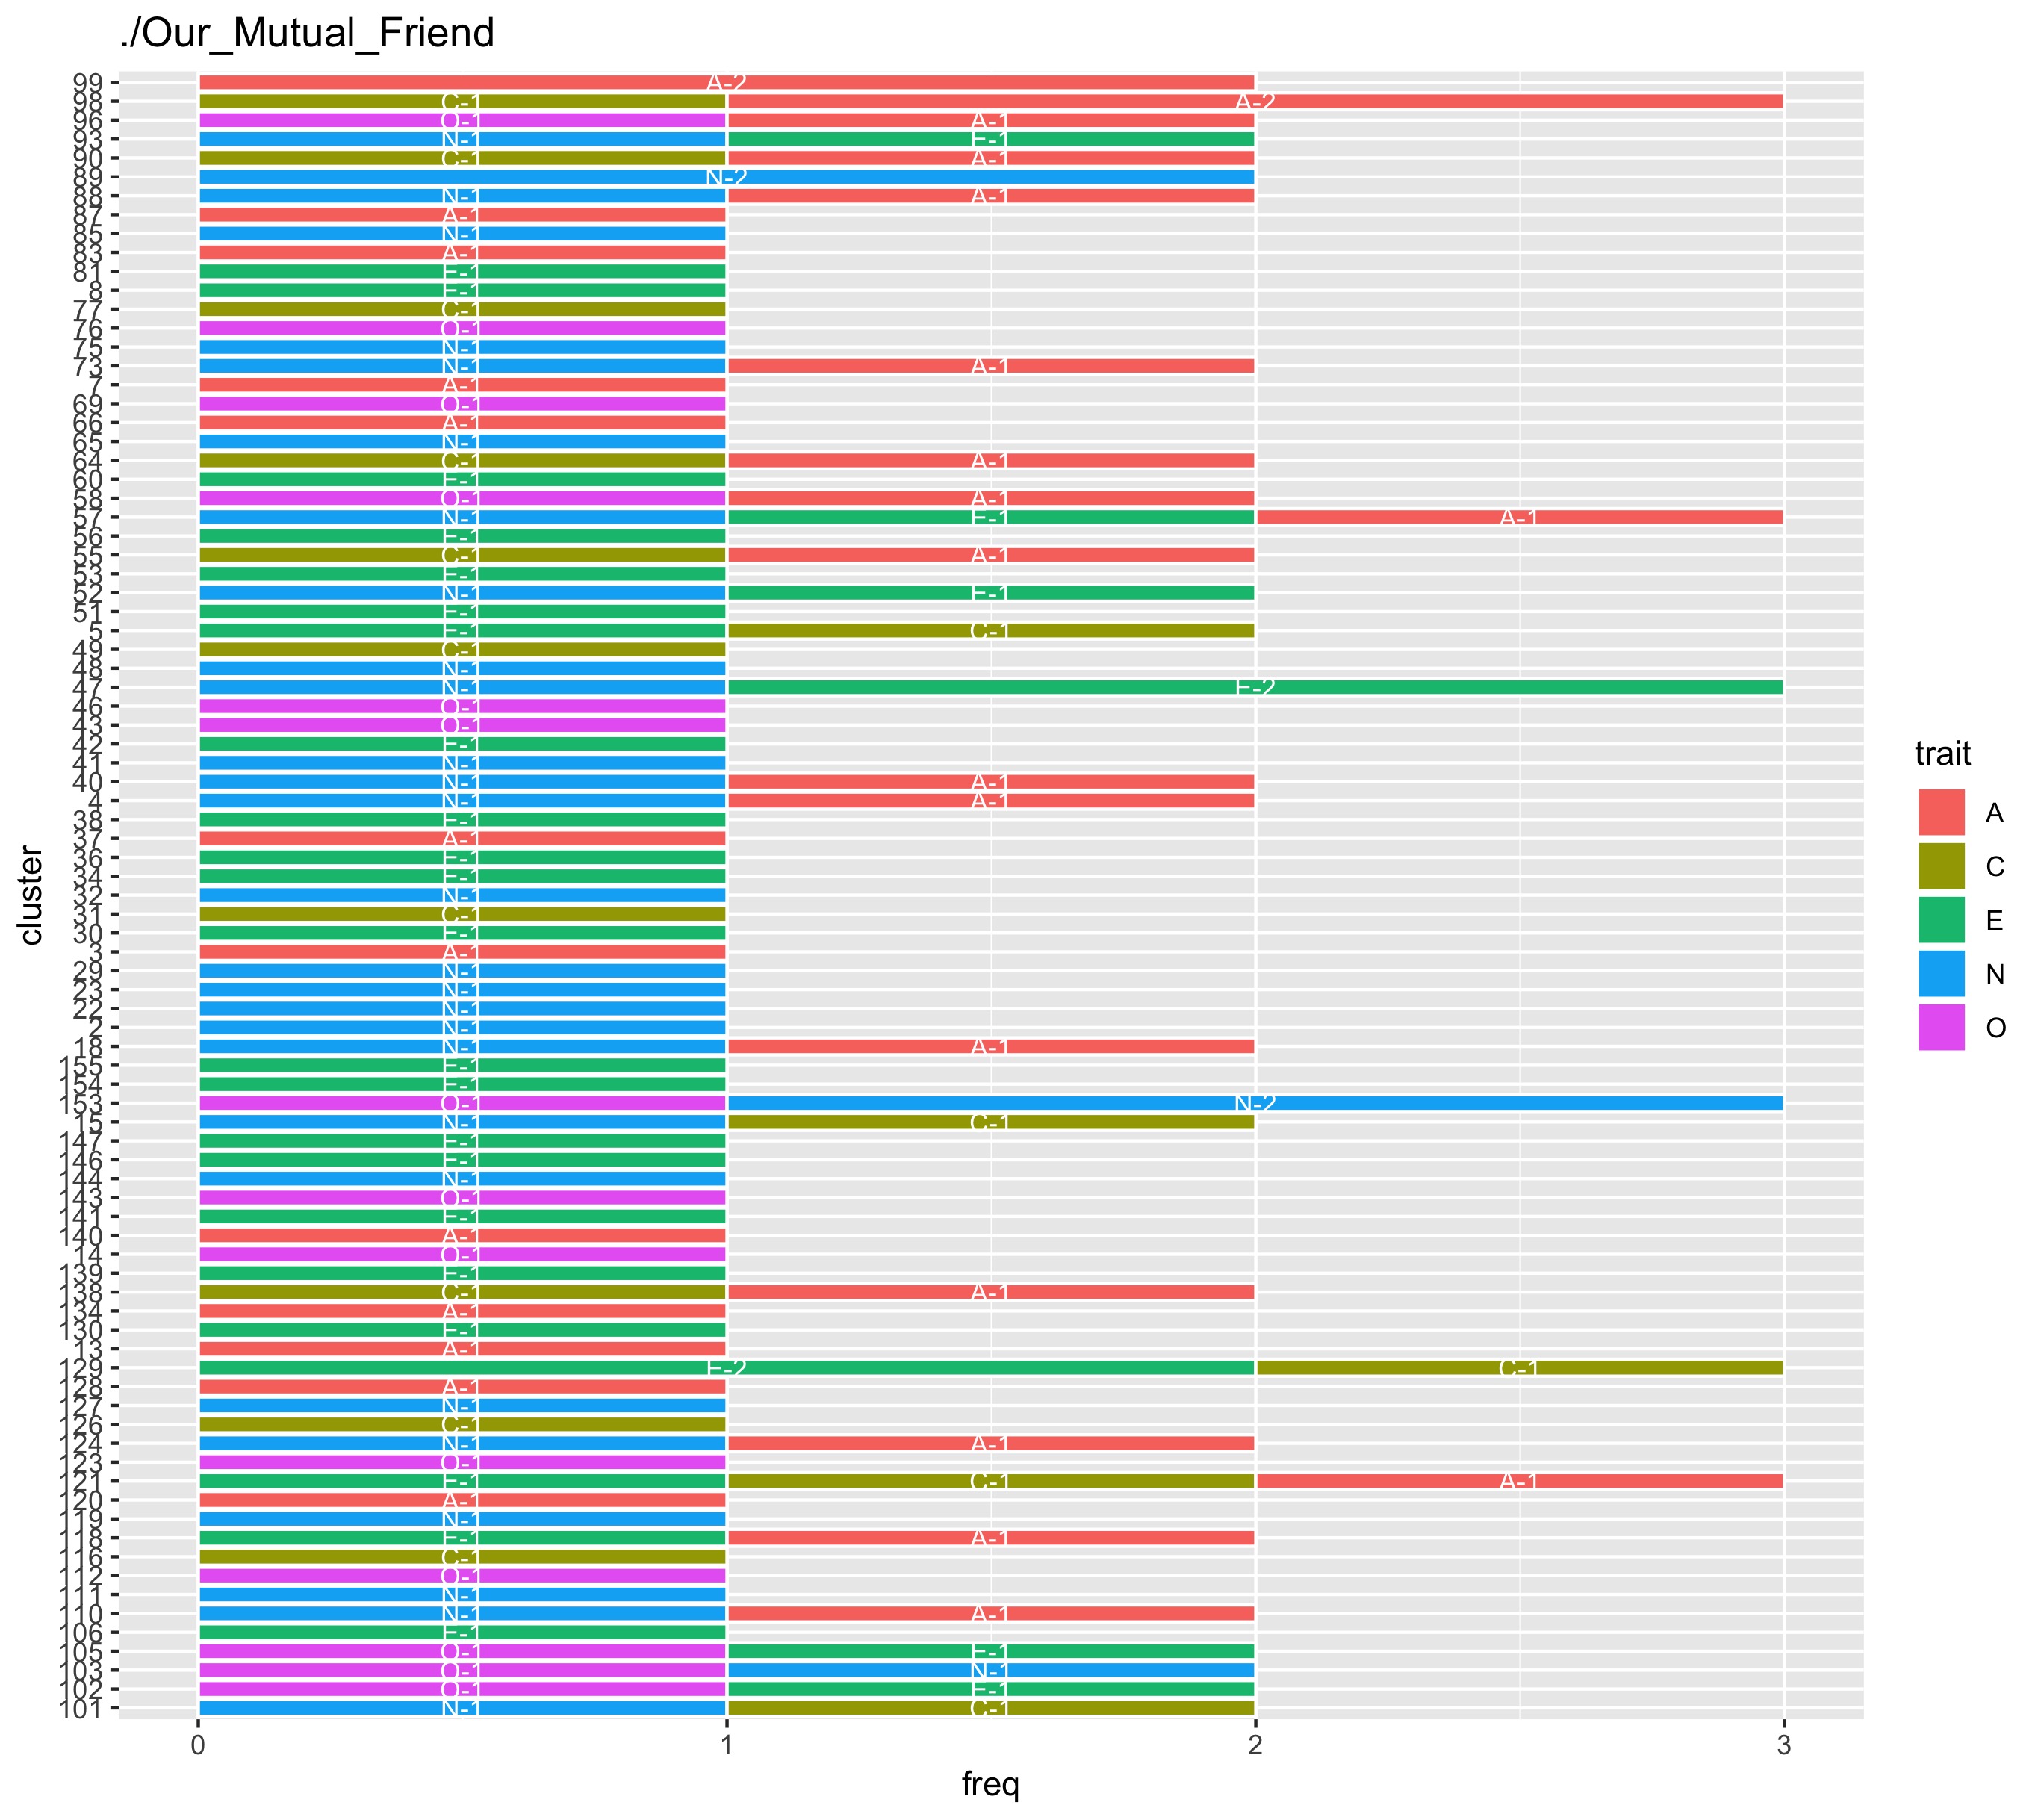 ./Our_Mutual_Friend
99 A-2
98 C-1 A-2
96 O-1 A-1
93 N-1 E-1
90 C-1 A-1
89 N-2
88 N-1 A-1
87 A-1
85 N-1
83 A-1
81 E-1
8 E-1
77 C-1
76 O-1
75 N-1
73 N-1 A-1
7 A-1
69 O-1
66 A-1
65 N-1
64 C-1 A-1
60 E-1
58 O-1 A-1
57 N-1 E-1 A-1
56 E-1
55 C-1 A-1
53 E-1
52 N-1 E-1
51 E-1
5 E-1 C-1
49 C-1
48 N-1
47 N-1 E-2
46 O-1
43 O-1
42 E-1
41 N-1
40 N-1 A-1
4 N-1 A-1
38 E-1
37 A-1
36 E-1
34 E-1
32 N-1
31 C-1
30 E-1
3 A-1
29 N-1
23 N-1
22 N-1
2 N-1
18 N-1 A-1
155 E-1
154 E-1
153 O-1 N-2
15 N-1 C-1
147 E-1
146 E-1
144 N-1
143 O-1
141 E-1
140 A-1
14 O-1
139 E-1
138 C-1 A-1
134 A-1
130 E-1
13 A-1
129 E-2 C-1
128 A-1
127 N-1
126 C-1
124 N-1 A-1
123 O-1
121 E-1 C-1 A-1
120 A-1
119 N-1
118 E-1 A-1
116 C-1
112 O-1
111 N-1
110 N-1 A-1
106 E-1
105 O-1 E-1
103 O-1 N-1
102 O-1 E-1
101 N-1 C-1
0 1 2 3
freq
cluster
trait
A
C
E
N
O